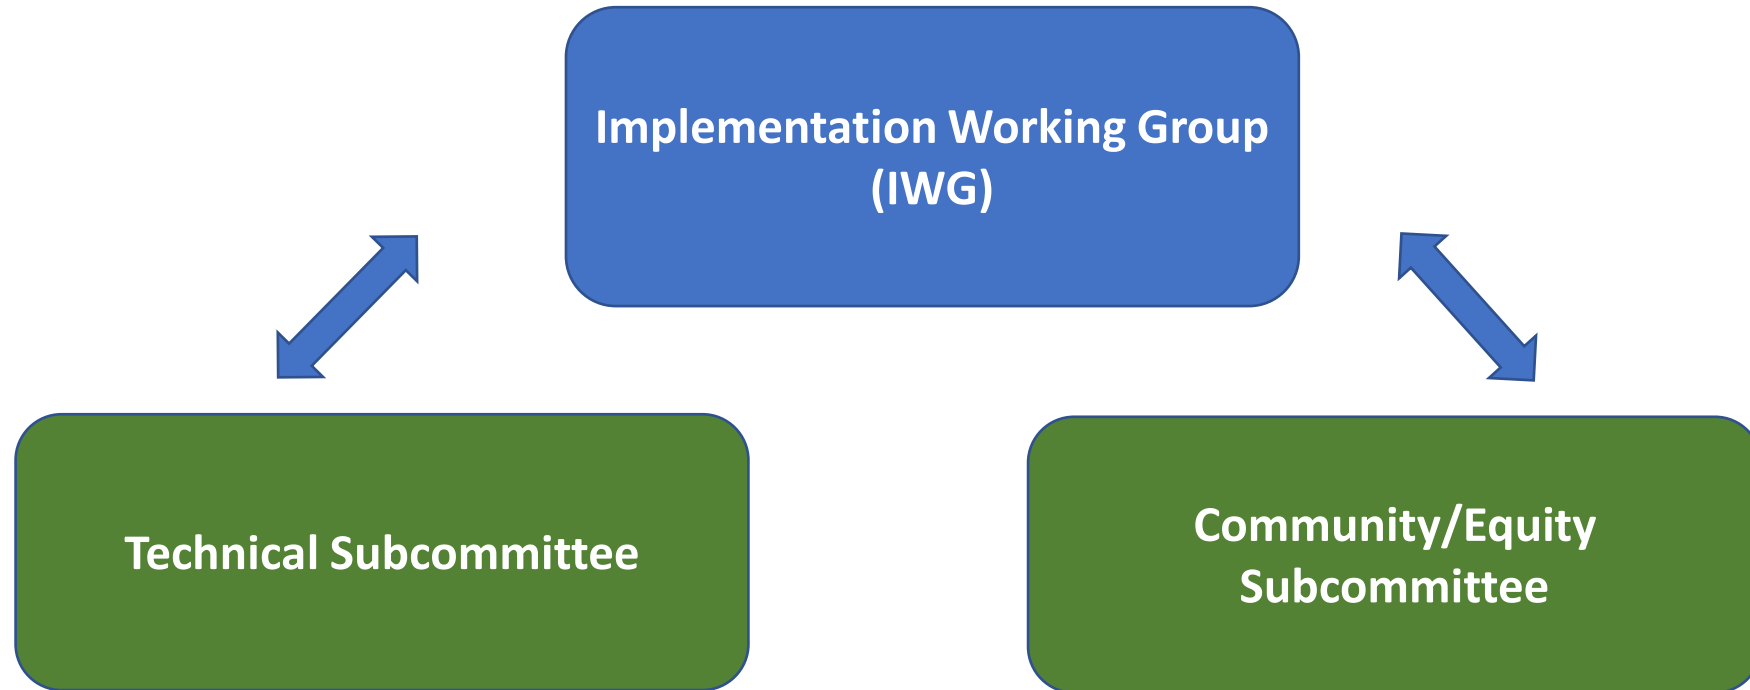 Implementation Working Group
(IWG)
Technical Subcommittee
Community/Equity
Subcommittee